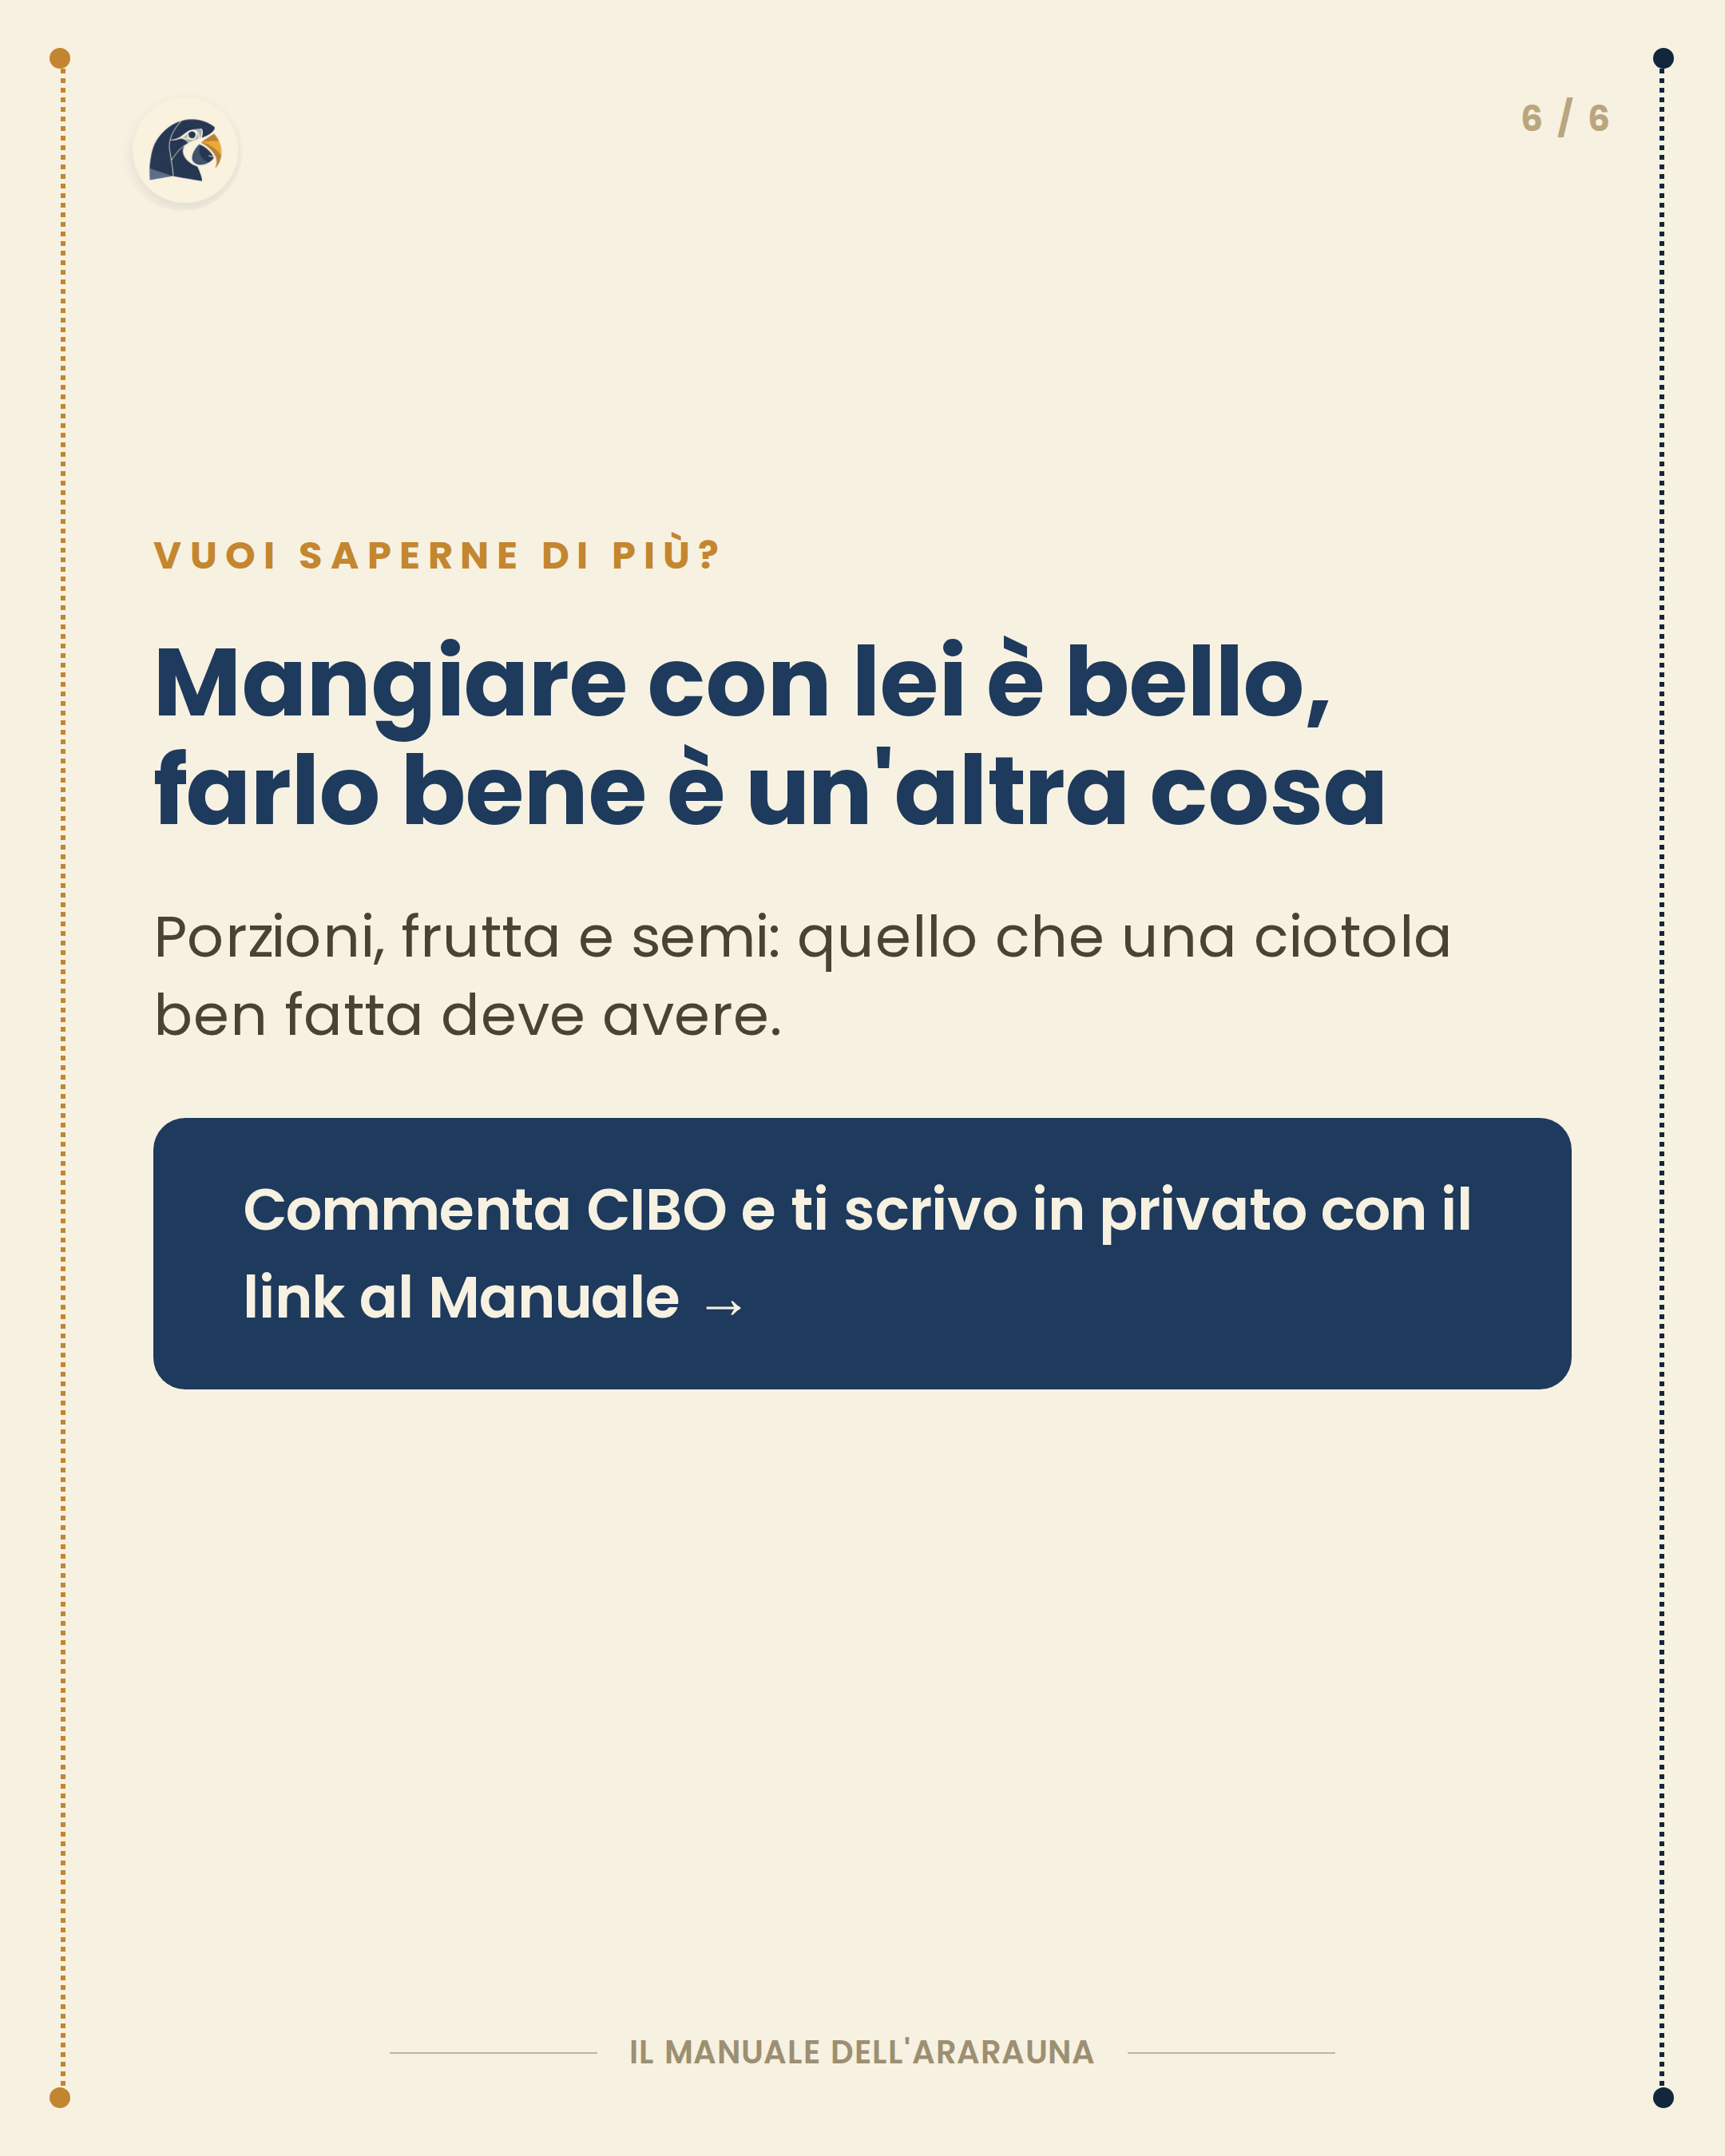 6 / 6
VUOI SAPERNE DI PIÙ?
Mangiare con lei è bello,
farlo bene è un'altra cosa
Porzioni, frutta e semi: quello che una ciotola
ben fatta deve avere.
Commenta CIBO e ti scrivo in privato con il
link al Manuale →
IL MANUALE DELL'ARARAUNA